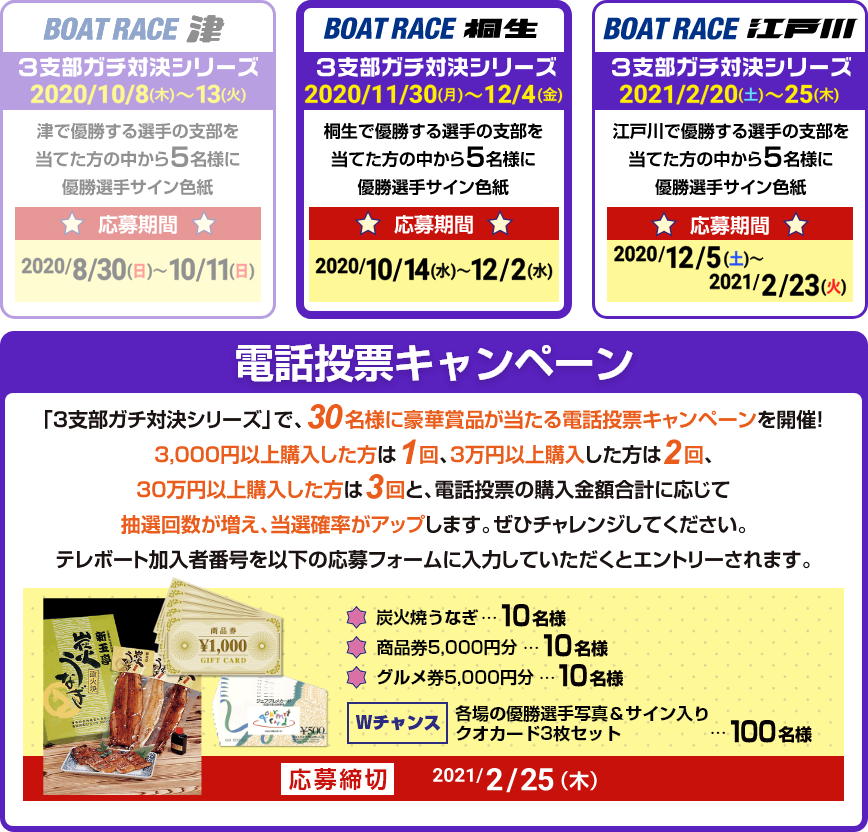 BOAT RACE 津
3支部ガチ対決シリーズ
2020/10/8(木)～13(火)
津で優勝する選手の支部を
当てた方の中から5名様に
優勝選手サイン色紙
応募期間
2020/8/30(日)～10/11(日)
BOAT RACE 桐生
3支部ガチ対決シリーズ
2020/11/30(月)～12/4(金)
桐生で優勝する選手の支部を
当てた方の中から5名様に
優勝選手サイン色紙
応募期間
2020/10/14(水)～12/2(水)
BOAT RACE 江戸川
3支部ガチ対決シリーズ
2021/2/20(土)～25(木)
江戸川で優勝する選手の支部を
当てた方の中から5名様に
優勝選手サイン色紙
応募期間
2020/12/5(土)～
2021/2/23(火)
電話投票キャンペーン
「3支部ガチ対決シリーズ」で、30名様に豪華賞品が当たる電話投票キャンペーンを開催!
3,000円以上購入した方は1回、3万円以上購入した方は2回、
30万円以上購入した方は3回と、電話投票の購入金額合計に応じて
抽選回数が増え、当選確率がアップします。ぜひチャレンジしてください。
テレボート加入者番号を以下の応募フォームに入力していただくとエントリーされます。
新玉亭
炭火うなぎ
商品券
¥1,000
GIFT CARD
¥500
炭火焼うなぎ…10名様
商品券5,000円分…10名様
グルメ券5,000円分…10名様
Wチャンス
各場の優勝選手写真＆サイン入り
クオカード3枚セット…100名様
応募締切 2021/2/25(木)